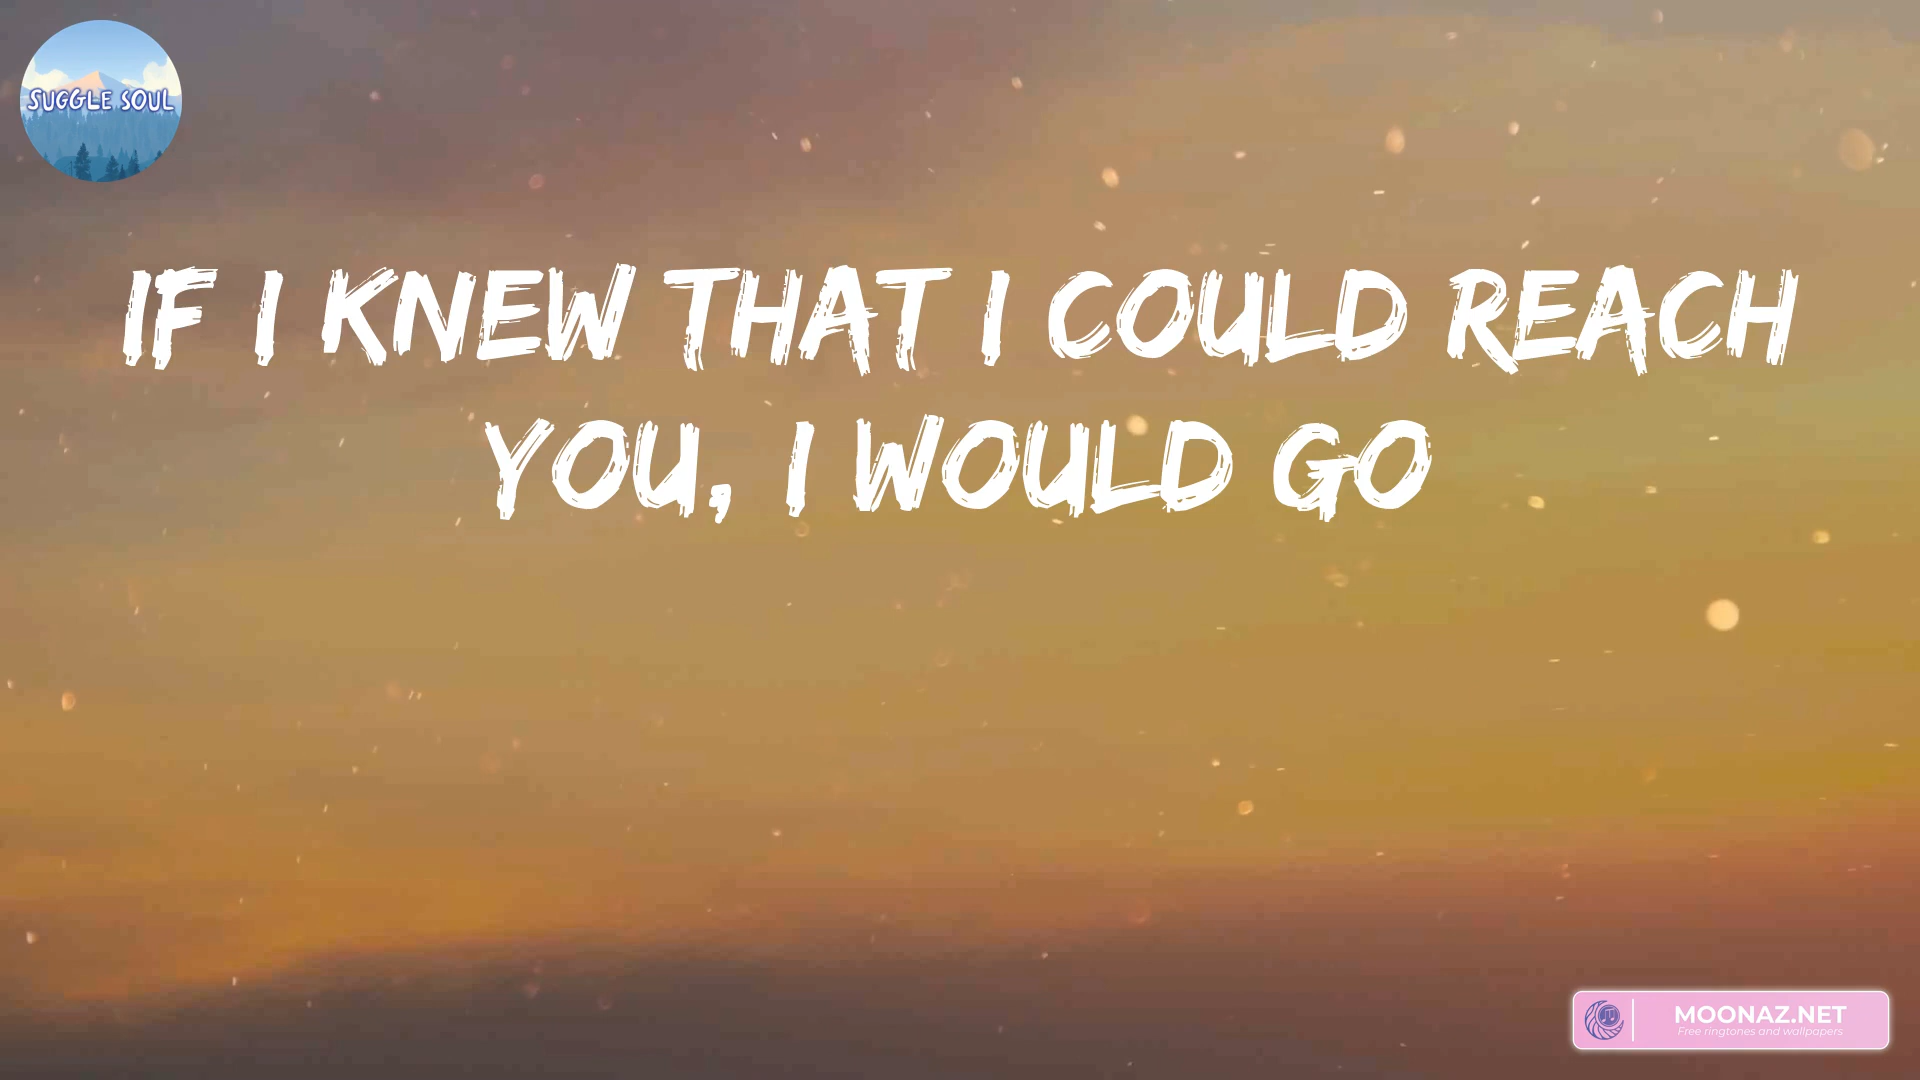 SUGGLE SOUL
IF I KNEW THAT I COULD REACH
YOU, I WOULD GO
MOONAZ.NET
Free ringtones and wallpapers